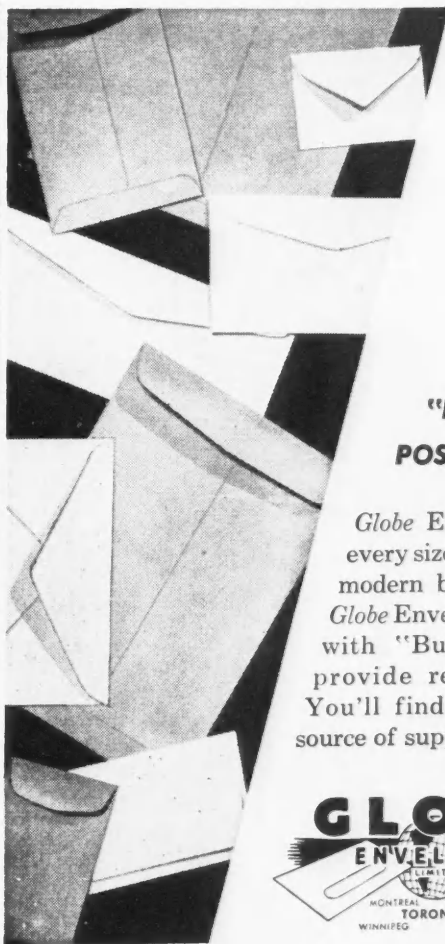 POS
Globe E
every size
modern b
Globe Enve
with "Bu
provide re
You'll find
source of sup
GLO
ENVEL
LIMIT
MONTREAL
TORON
WINNIPEG